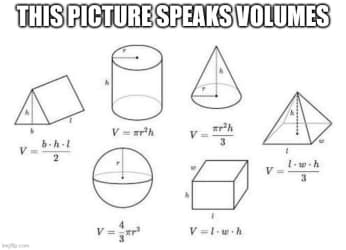 THIS PICTURE SPEAKS VOLUMES
r
h
h
r
h
b
l
h
l
w
V = b·h·l / 2
V = πr²h
V = πr²h / 3
V = l·w·h / 3
r
w
h
l
V = 4/3 πr³
V = l·w·h
imgflip.com